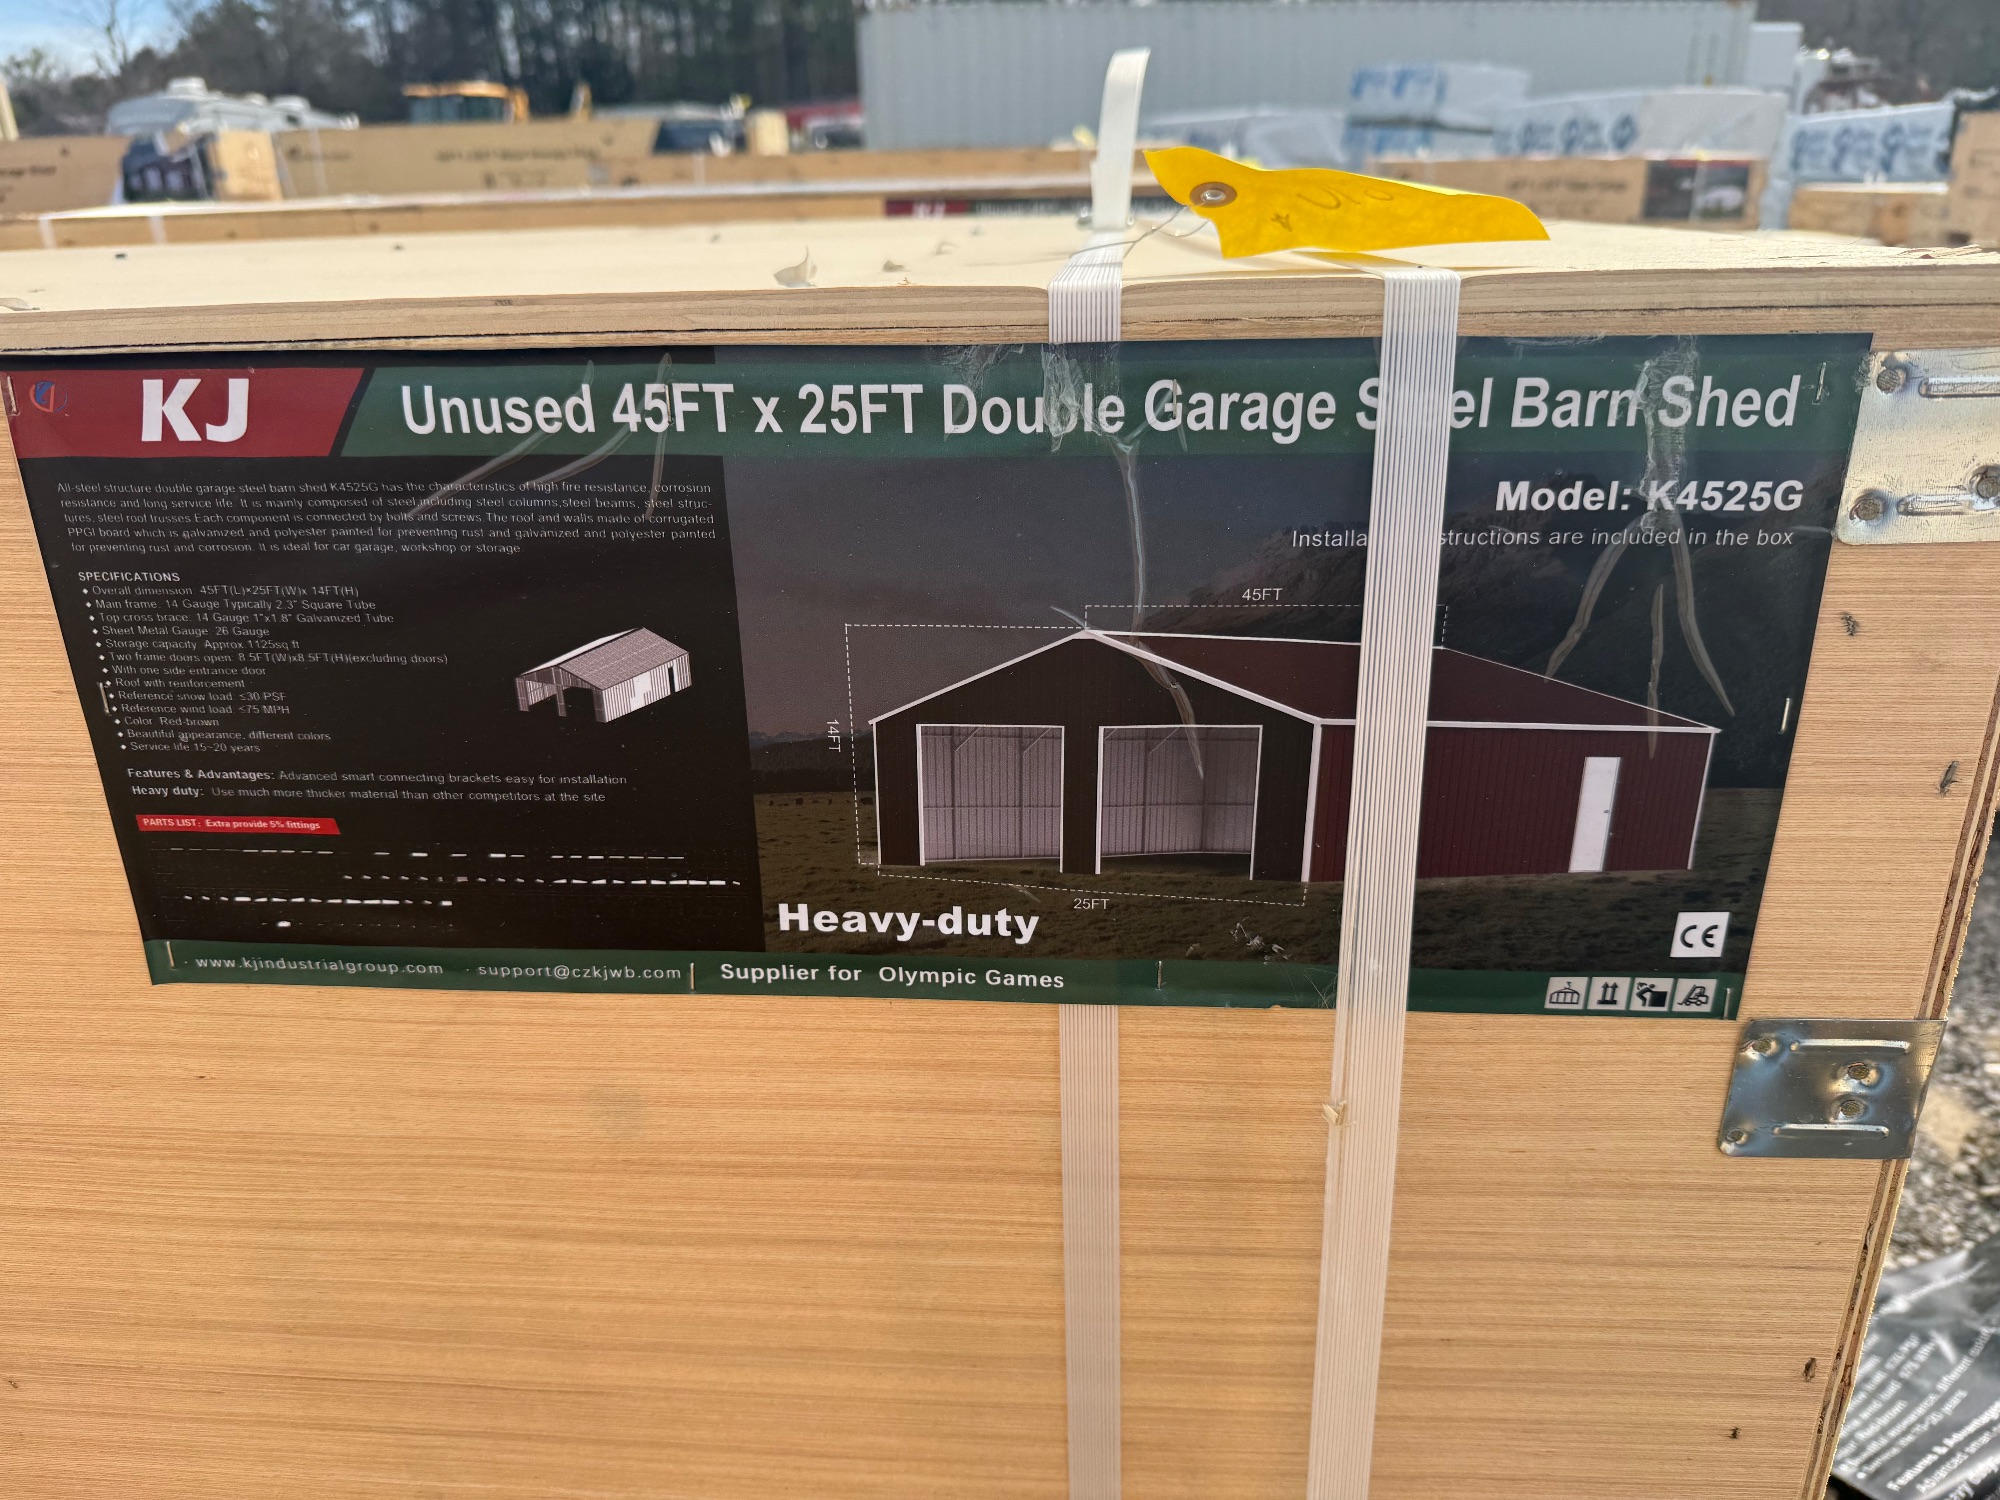 KJ
Unused 45FT x 25FT Double Garage Steel Barn Shed
All-steel structure double garage steel barn shed K4525G has the characteristics of high fire resistance, corrosion
resistance and long service life. It is mainly composed of steel,including steel columns,steel beams, steel struc-
tures, steel roof trusses.Each component is connected by bolts and screws.The roof and walls made of corrugated
PPGI board which is galvanized and polyester painted for preventing rust and galvanized and polyester painted
for preventing rust and corrosion. It is ideal for car garage, workshop or storage.
SPECIFICATIONS
◆ Overall dimension: 45FT(L)×25FT(W)x 14FT(H)
◆ Main frame: 14 Gauge Typically 2.3" Square Tube
◆ Top cross brace: 14 Gauge 1"x1.8" Galvanized Tube
◆ Sheet Metal Gauge: 26 Gauge
◆ Storage capacity: Approx.1125sq.ft
◆ Two frame doors open: 8.5FT(W)x8.5FT(H)(excluding doors)
◆ With one side entrance door
◆ Roof with reinforcement
◆ Reference snow load: ≤30 PSF
◆ Reference wind load: ≤75 MPH
◆ Color: Red-brown
◆ Beautiful appearance, different colors
◆ Service life:15~20 years
Features & Advantages: Advanced smart connecting brackets easy for installation
Heavy duty: Use much more thicker material than other competitors at the site
PARTS LIST: Extra provide 5% fittings
Model: K4525G
Installa structions are included in the box
45FT
14FT
25FT
Heavy-duty
CE
www.kjindustrialgroup.com support@czkjwb.com Supplier for Olympic Games